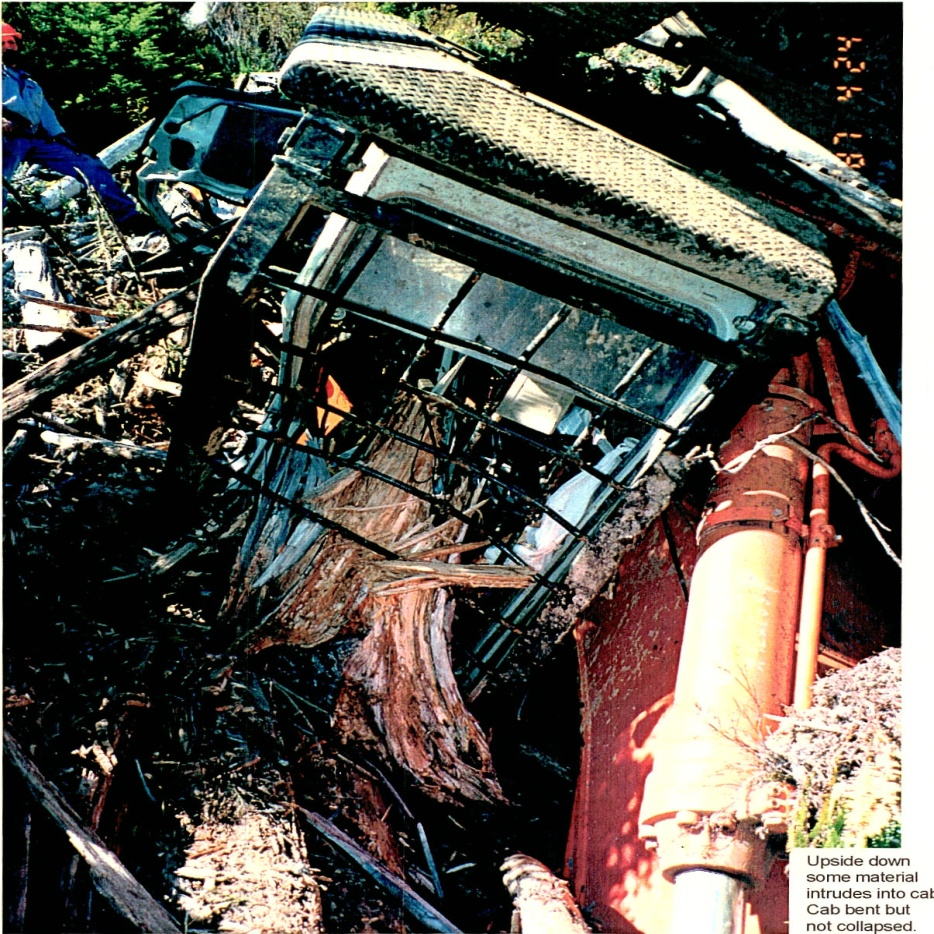 Upside down
some material
intrudes into cab
Cab bent but
not collapsed.